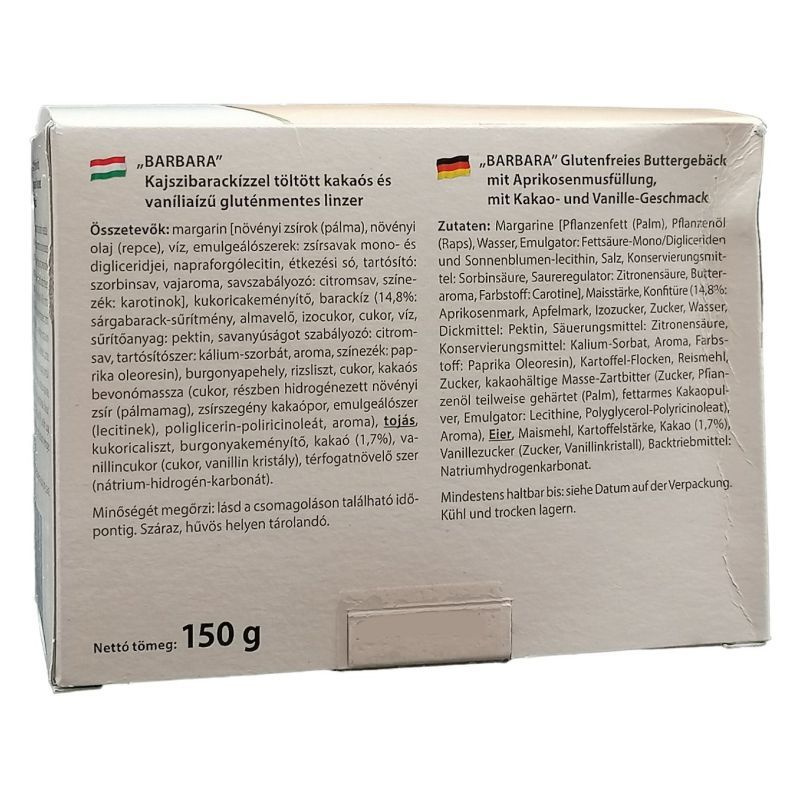 „BARBARA"
Kajszibarackízzel töltött kakaós és
vaníliaízű gluténmentes linzer
Összetevők: margarin [növényi zsírok (pálma), növényi
olaj (repce), víz, emulgeálószerek: zsírsavak mono- és
digliceridjei, napraforgólecitin, étkezési só, tartósító:
szorbinsav, vajaroma, savszabályozó: citromsav, színe-
zék: karotinok], kukoricakeményítő, barackíz (14,8%:
sárgabarack-sűrítmény, almavelő, izocukor, cukor, víz,
sűrítőanyag: pektin, savanyúságot szabályozó: citrom-
sav, tartósítószer: kálium-szorbát, aroma, színezék: pap-
rika oleoresin), burgonyapehely, rizsliszt, cukor, kakaós
bevonómassza (cukor, részben hidrogénezett növényi
zsír (pálmamag), zsírszegény kakaópor, emulgeálószer
(lecitinek), poliglicerin-poliricinoleát, aroma), tojás,
kukoricaliszt, burgonyakeményítő, kakaó (1,7%), va-
nillincukor (cukor, vanillin kristály), térfogatnövelő szer
(nátrium-hidrogén-karbonát).
Minőségét megőrzi: lásd a csomagoláson található idő-
pontig. Száraz, hűvös helyen tárolandó.
Nettó tömeg: 150 g
„BARBARA" Glutenfreies Buttergebäck
mit Aprikosenmusfüllung,
mit Kakao- und Vanille-Geschmack
Zutaten: Margarine [Pflanzenfett (Palm), Pflanzenöl
(Raps), Wasser, Emulgator: Fettsäure-Mono/Digliceriden
und Sonnenblumen-lecithin, Salz, Konservierungsmit-
tel: Sorbinsäure, Saureregulator: Zitronensäure, Butter-
aroma, Farbstoff: Carotine], Maisstärke, Konfitüre (14,8%:
Aprikosenmark, Apfelmark, Izozucker, Zucker, Wasser,
Dickmittel: Pektin, Säuerungsmittel: Zitronensäure,
Konservierungsmittel: Kalium-Sorbat, Aroma, Farbs-
toff: Paprika Oleoresin), Kartoffel-Flocken, Reismehl,
Zucker, kakaohältige Masse-Zartbitter (Zucker, Pflan-
zenöl teilweise gehärtet (Palm), fettarmes Kakaopul-
ver, Emulgator: Lecithine, Polyglycerol-Polyricinoleat),
Aroma), Eier, Maismehl, Kartoffelstärke, Kakao (1,7%),
Vanillezucker (Zucker, Vanillinkristall), Backtriebmittel:
Natriumhydrogenkarbonat.
Mindestens haltbar bis: siehe Datum auf der Verpackung.
Kühl und trocken lagern.